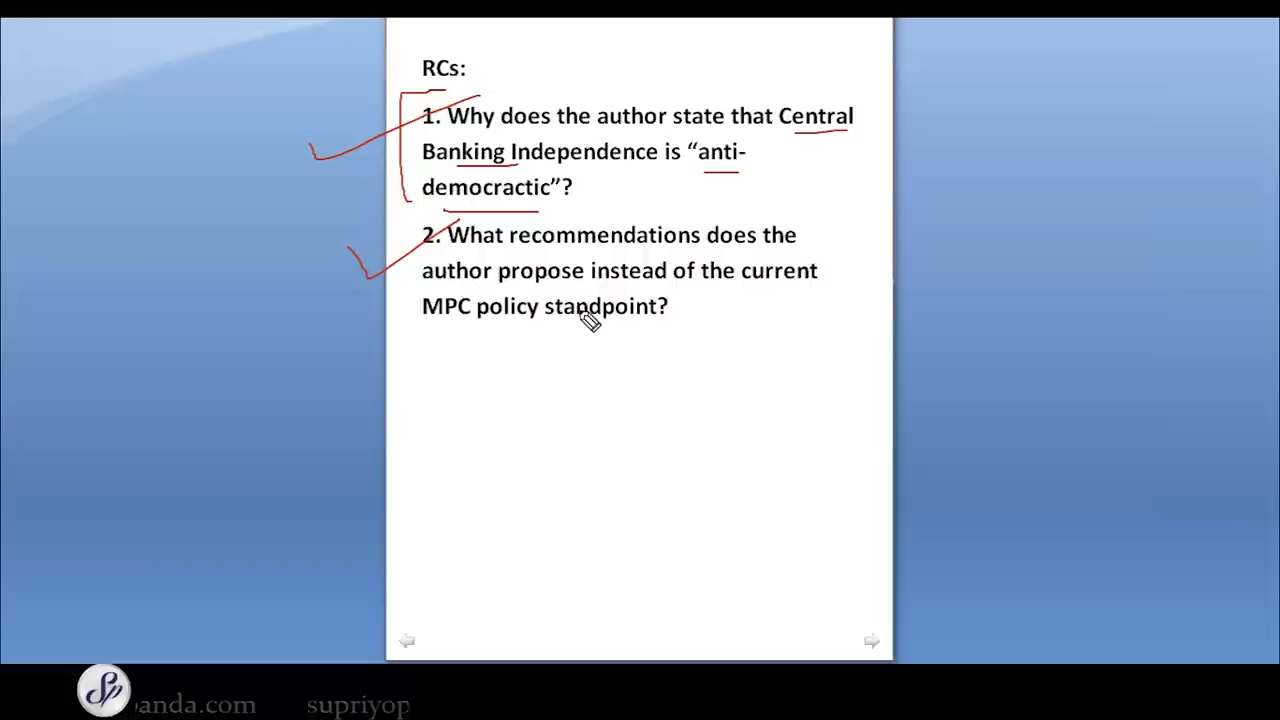 RCs:
1. Why does the author state that Central
Banking Independence is “anti-
democractic”?
2. What recommendations does the
author propose instead of the current
MPC policy standpoint?
Sp
anda.com supriyop